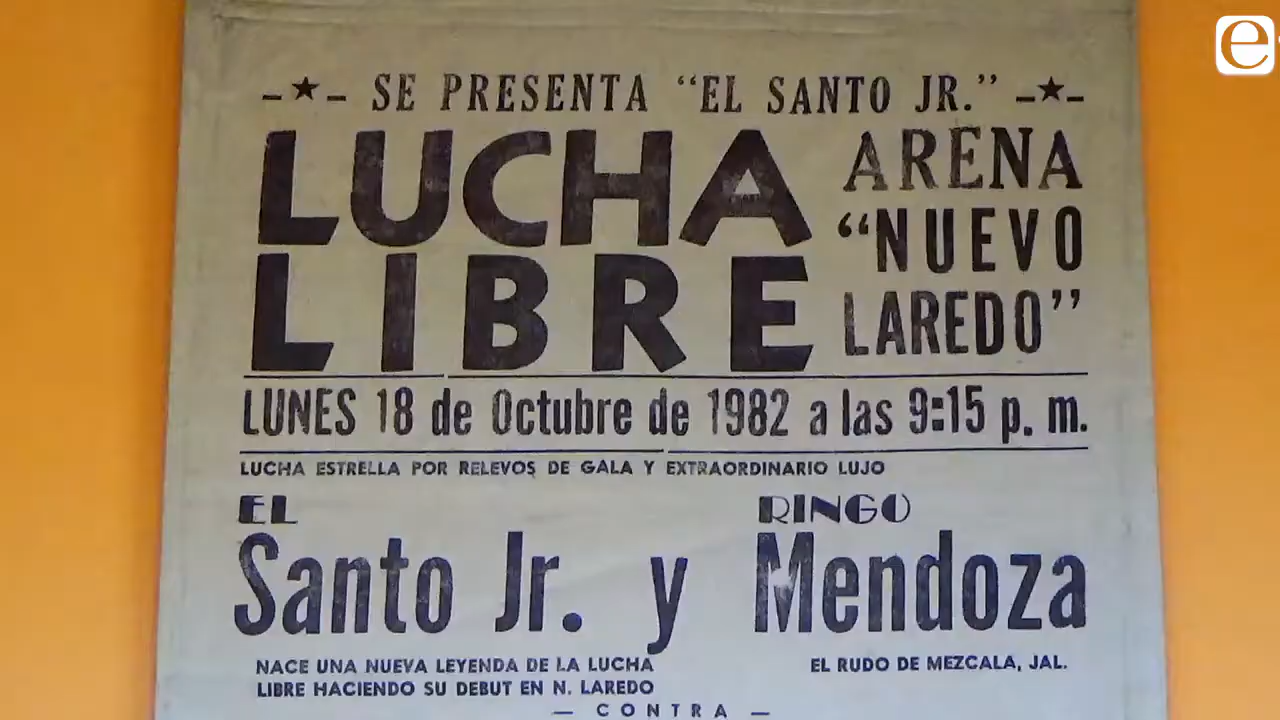 e
-★- SE PRESENTA “EL SANTO JR.” -★-
LUCHA
LIBRE
ARENA
“NUEVO
LAREDO”
LUNES 18 de Octubre de 1982 a las 9:15 p. m.
LUCHA ESTRELLA POR RELEVOS DE GALA Y EXTRAORDINARIO LUJO
EL
Santo Jr. y
RINGO
Mendoza
NACE UNA NUEVA LEYENDA DE LA LUCHA
LIBRE HACIENDO SU DEBUT EN N. LAREDO
EL RUDO DE MEZCALA, JAL.
— CONTRA —